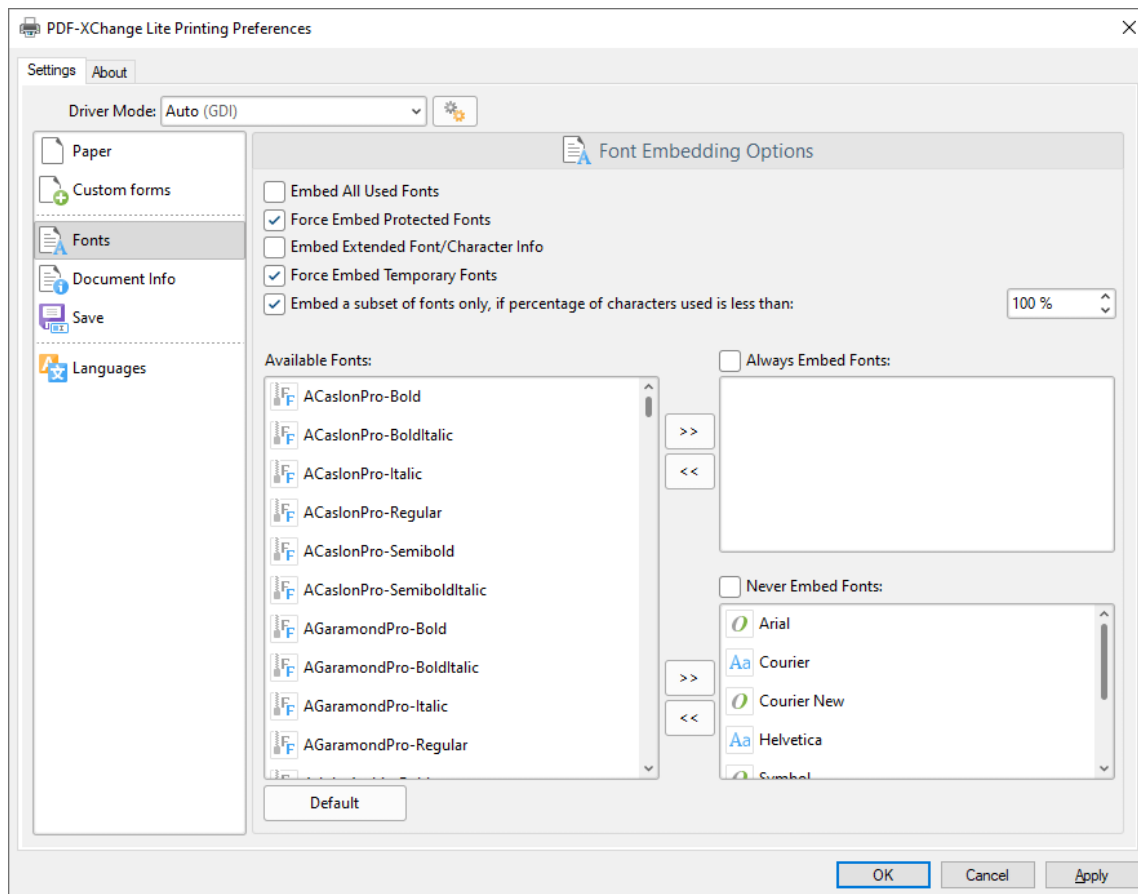 PDF-XChange Lite Printing Preferences
Settings
About
Driver Mode: Auto (GDI)
Paper
Custom forms
Fonts
Document Info
Save
Languages
Font Embedding Options
Embed All Used Fonts
Force Embed Protected Fonts
Embed Extended Font/Character Info
Force Embed Temporary Fonts
Embed a subset of fonts only, if percentage of characters used is less than: 100 %
Available Fonts:
ACaslonPro-Bold
ACaslonPro-BoldItalic
ACaslonPro-Italic
ACaslonPro-Regular
ACaslonPro-Semibold
ACaslonPro-SemiboldItalic
AGaramondPro-Bold
AGaramondPro-BoldItalic
AGaramondPro-Italic
AGaramondPro-Regular
>>
<<
Always Embed Fonts:
>>
<<
Never Embed Fonts:
Arial
Courier
Courier New
Helvetica
Symbol
Default
OK
Cancel
Apply